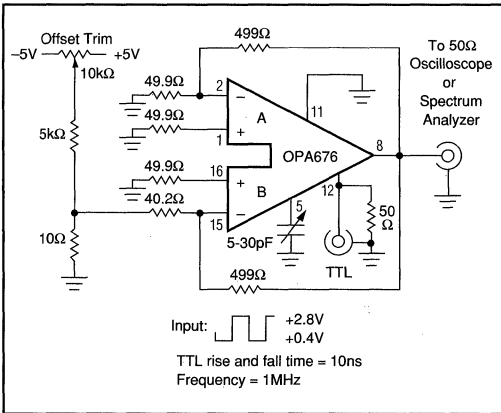 Offset Trim
–5V
+5V
10kΩ
5kΩ
10Ω
499Ω
49.9Ω
49.9Ω
49.9Ω
40.2Ω
2
–
A
+
1
16
+
B
–
15
11
OPA676
8
12
5
5-30pF
50
Ω
TTL
499Ω
To 50Ω
Oscilloscope
or
Spectrum
Analyzer
Input:
+2.8V
+0.4V
TTL rise and fall time = 10ns
Frequency = 1MHz